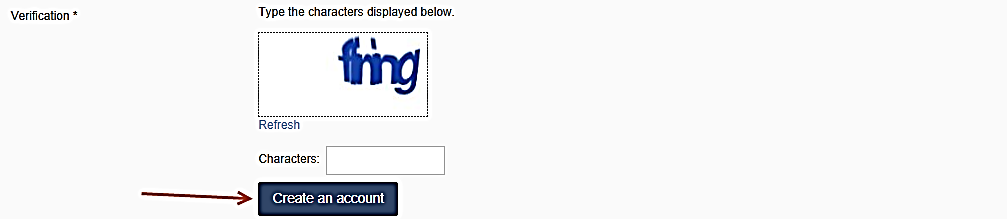 Verification *
Type the characters displayed below.
Refresh
Characters:
Create an account